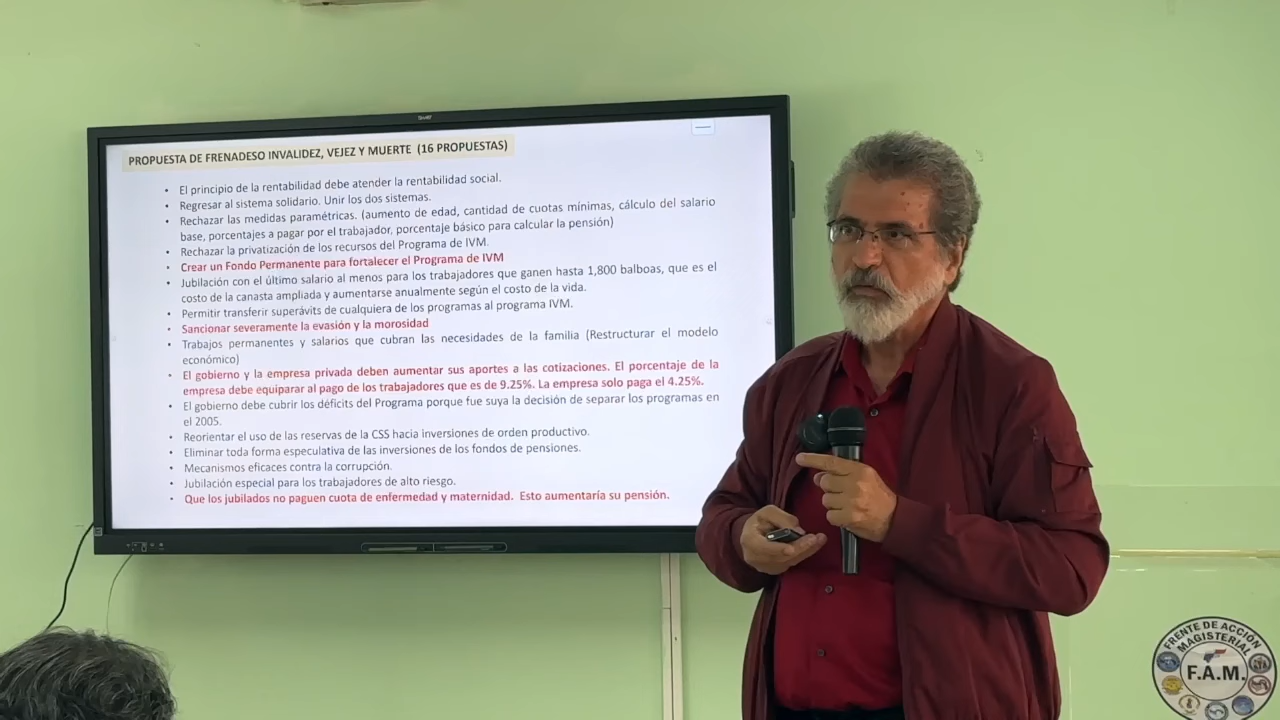 PROPUESTA DE FRENADESO INVALIDEZ, VEJEZ Y MUERTE (16 PROPUESTAS)
• El principio de la rentabilidad debe atender la rentabilidad social.
• Regresar al sistema solidario. Unir los dos sistemas.
• Rechazar las medidas paramétricas. (aumento de edad, cantidad de cuotas mínimas, cálculo del salario
base, porcentajes a pagar por el trabajador, porcentaje básico para calcular la pensión)
• Rechazar la privatización de los recursos del Programa de IVM.
• Crear un Fondo Permanente para fortalecer el Programa de IVM
• Jubilación con el último salario al menos para los trabajadores que ganen hasta 1,800 balboas, que es el
costo de la canasta ampliada y aumentarse anualmente según el costo de la vida.
• Permitir transferir superávits de cualquiera de los programas al programa IVM.
• Sancionar severamente la evasión y la morosidad
• Trabajos permanentes y salarios que cubran las necesidades de la familia (Restructurar el modelo
económico)
• El gobierno y la empresa privada deben aumentar sus aportes a las cotizaciones. El porcentaje de la
empresa debe equiparar al pago de los trabajadores que es de 9.25%. La empresa solo paga el 4.25%.
• El gobierno debe cubrir los déficits del Programa porque fue suya la decisión de separar los programas en
el 2005.
• Reorientar el uso de las reservas de la CSS hacia inversiones de orden productivo.
• Eliminar toda forma especulativa de las inversiones de los fondos de pensiones.
• Mecanismos eficaces contra la corrupción.
• Jubilación especial para los trabajadores de alto riesgo.
• Que los jubilados no paguen cuota de enfermedad y maternidad. Esto aumentaría su pensión.
FRENTE DE ACCIÓN
MAGISTERIAL
F.A.M.